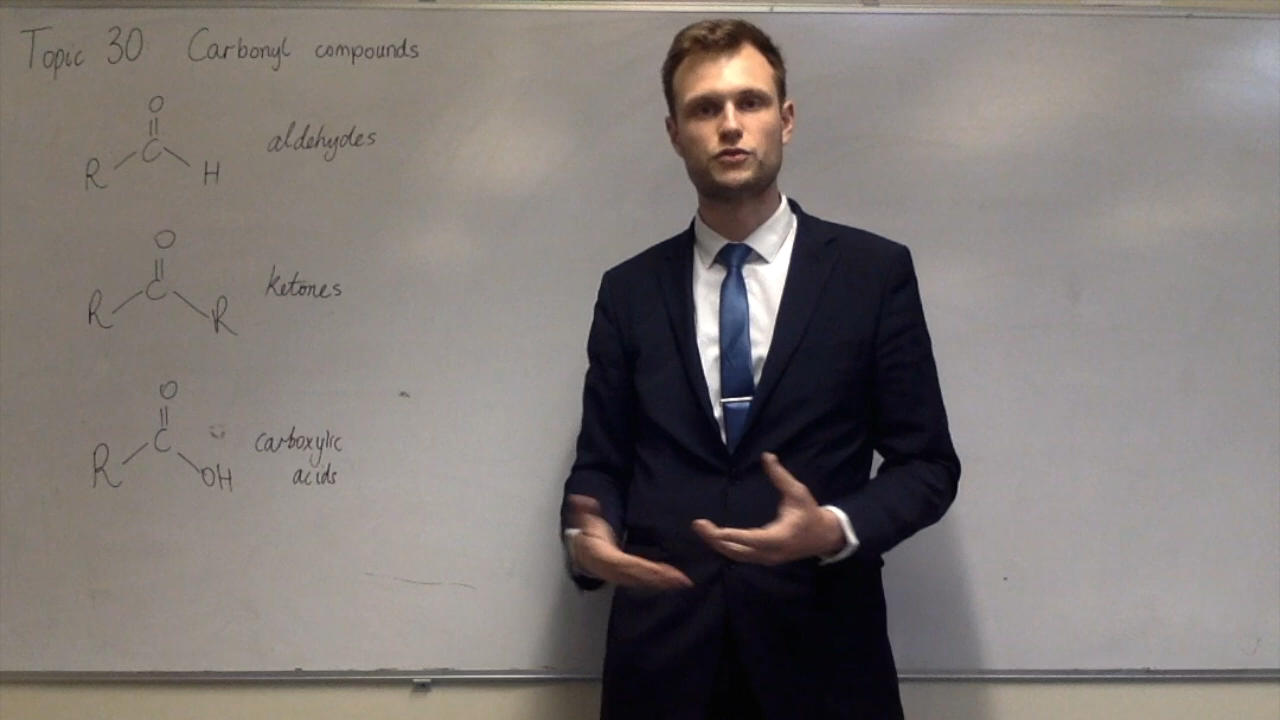 Topic 30 Carbonyl compounds
O
||
C
R H
aldehydes
O
||
C
R R
ketones
O
||
C
R OH
carboxylic
acids